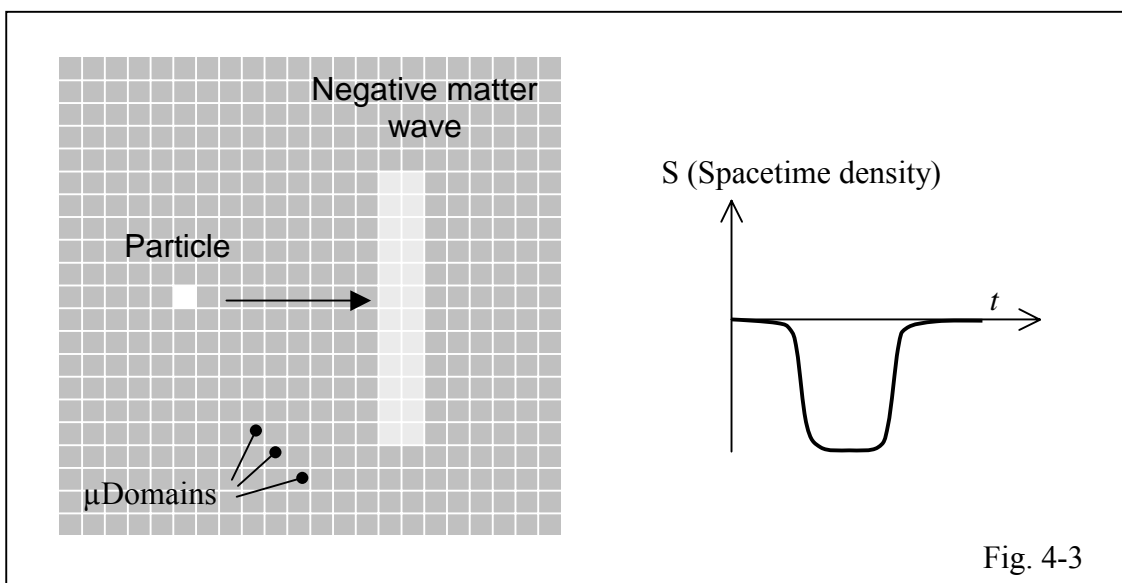 Negative matter
wave
Particle
µDomains
S (Spacetime density)
t
Fig. 4-3